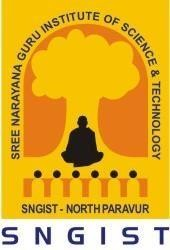 SREE NARAYANA GURU INSTITUTE OF SCIENCE & TECHNOLOGY
SNGIST - NORTH PARAVUR
SNGIST